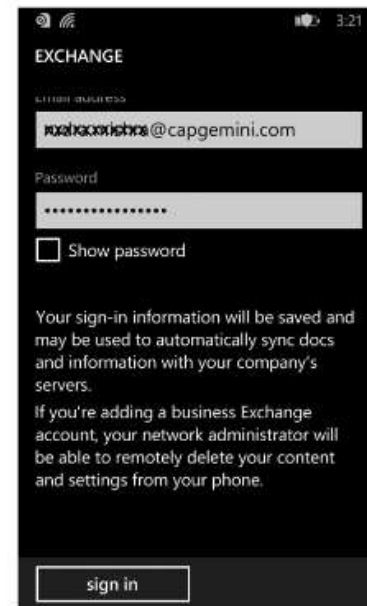 3:21
EXCHANGE
Email address
@capgemini.com
Password
••••••••••••••••
Show password
Your sign-in information will be saved and
may be used to automatically sync docs
and information with your company's
servers.
If you're adding a business Exchange
account, your network administrator will
be able to remotely delete your content
and settings from your phone.
sign in